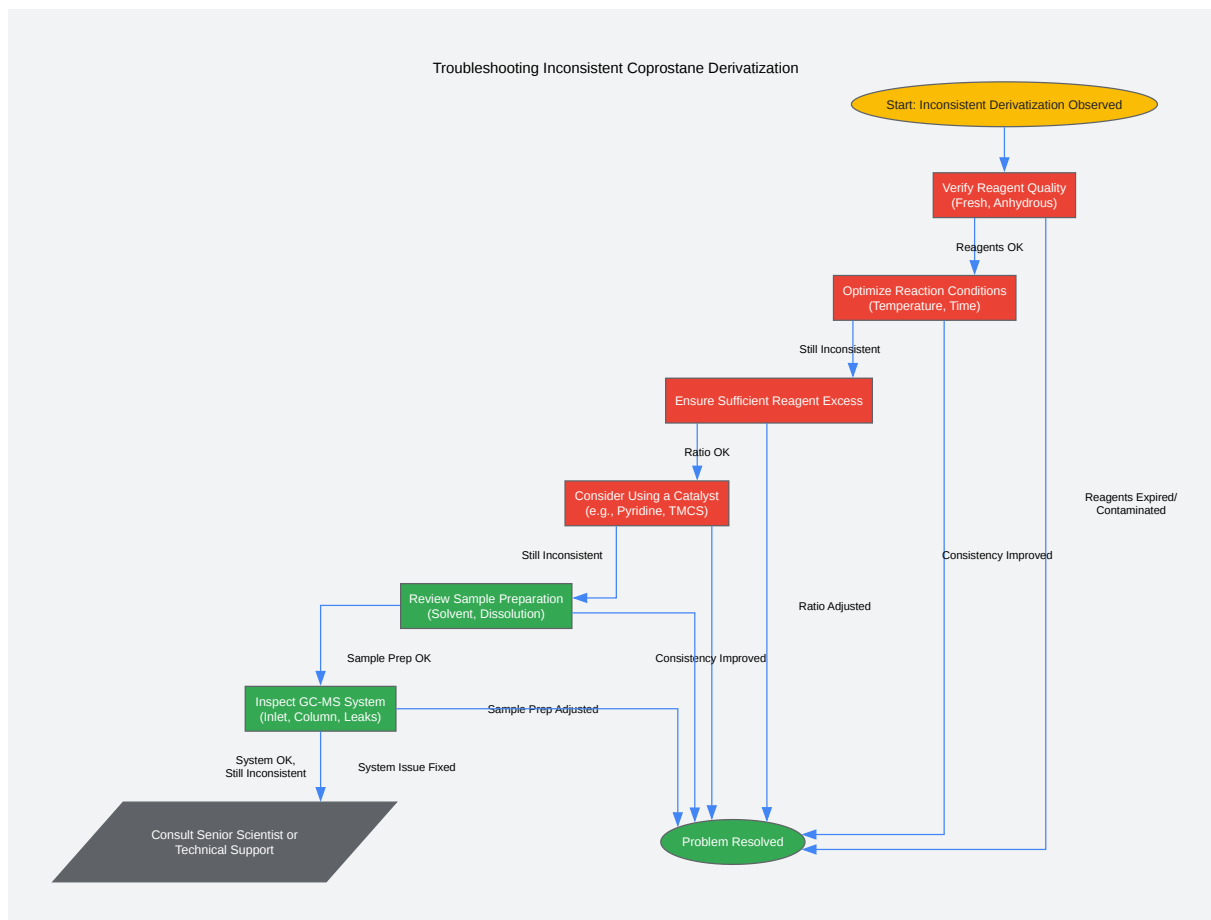 Troubleshooting Inconsistent Coprostane Derivatization
Start: Inconsistent Derivatization Observed
Verify Reagent Quality
(Fresh, Anhydrous)
Reagents OK
Optimize Reaction Conditions
(Temperature, Time)
Still Inconsistent
Ensure Sufficient Reagent Excess
Ratio OK
Consider Using a Catalyst
(e.g., Pyridine, TMCS)
Reagents Expired/
Contaminated
Still Inconsistent
Consistency Improved
Review Sample Preparation
(Solvent, Dissolution)
Ratio Adjusted
Sample Prep OK
Consistency Improved
Inspect GC-MS System
(Inlet, Column, Leaks)
Sample Prep Adjusted
System OK,
Still Inconsistent
System Issue Fixed
Consult Senior Scientist or
Technical Support
Problem Resolved